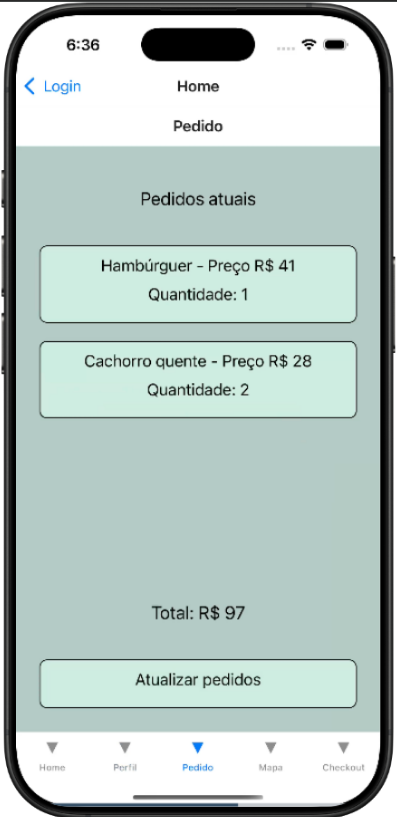 6:36
Login
Home
Pedido
Pedidos atuais
Hambúrguer - Preço R$ 41
Quantidade: 1
Cachorro quente - Preço R$ 28
Quantidade: 2
Total: R$ 97
Atualizar pedidos
Home Perfil Pedido Mapa Checkout